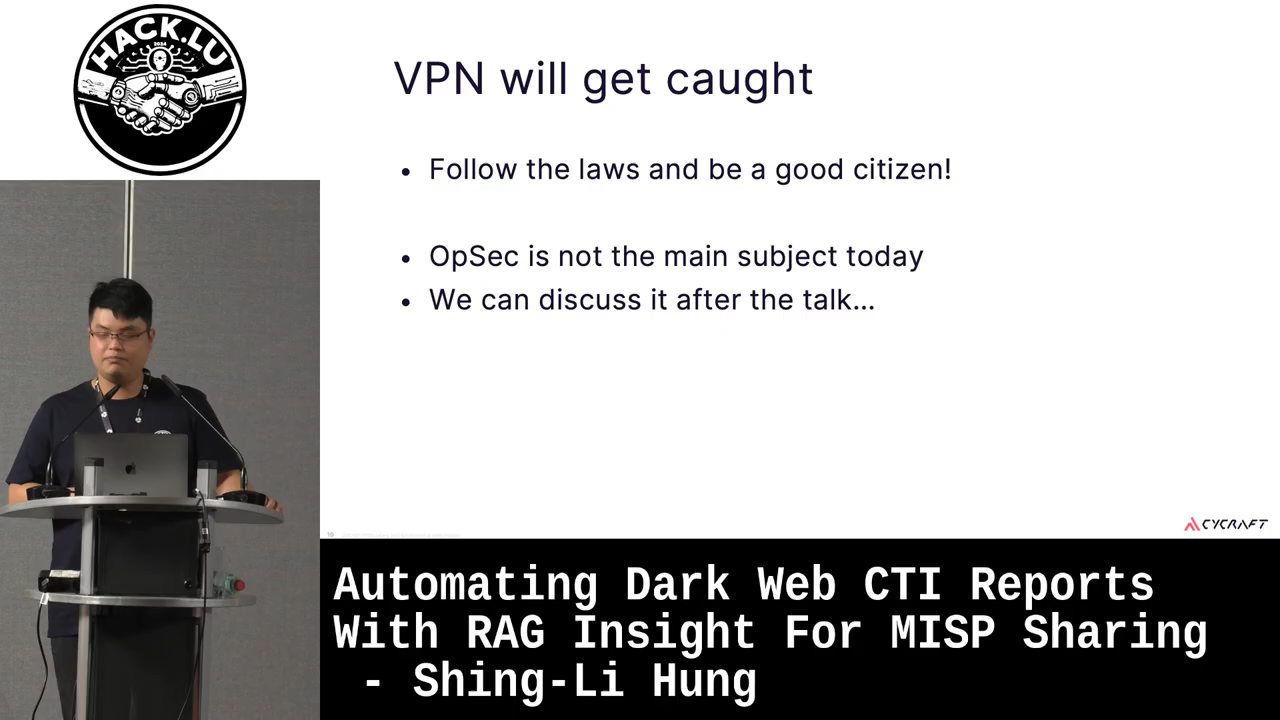 HACK.LU
2024
VPN will get caught
• Follow the laws and be a good citizen!
• OpSec is not the main subject today
• We can discuss it after the talk...
19
CYCRAFT
Automating Dark Web CTI Reports
With RAG Insight For MISP Sharing
- Shing-Li Hung